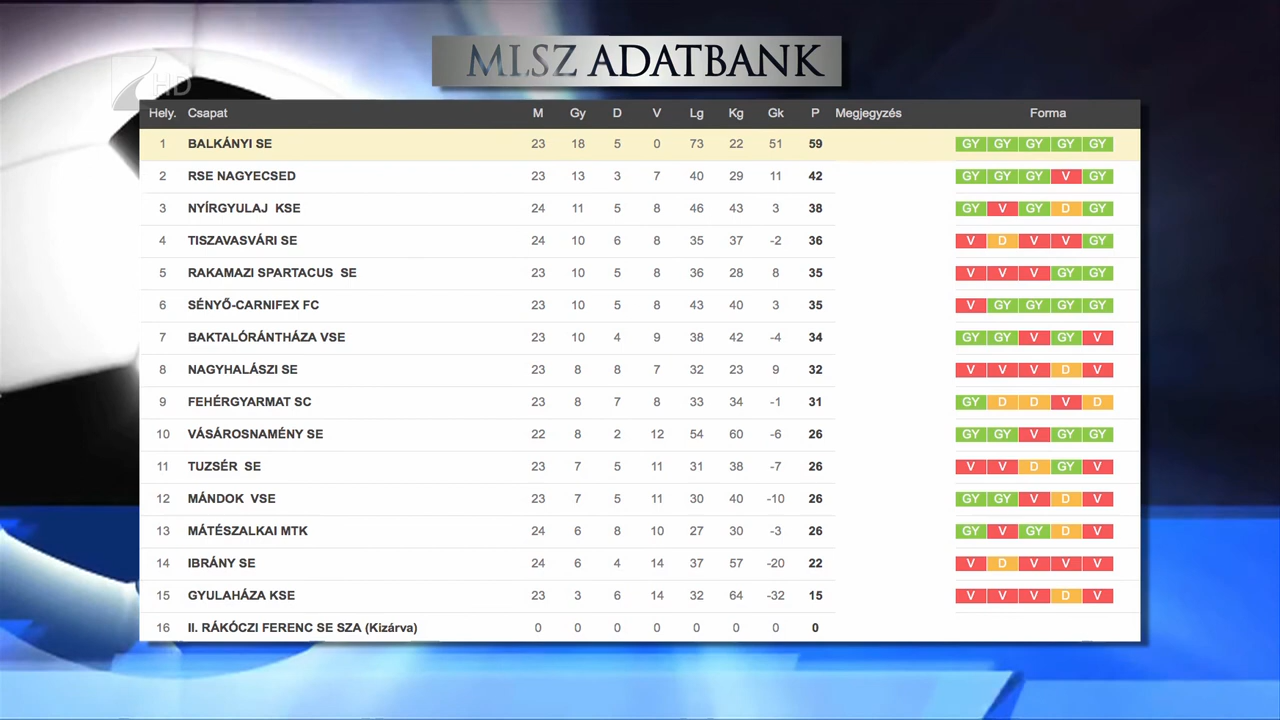 MLSZ ADATBANK
HD
Hely. Csapat M Gy D V Lg Kg Gk P Megjegyzés Forma
1 BALKÁNYI SE 23 18 5 0 73 22 51 59 GY GY GY GY GY
2 RSE NAGYECSED 23 13 3 7 40 29 11 42 GY GY GY V GY
3 NYÍRGYULAJ KSE 24 11 5 8 46 43 3 38 GY V GY D GY
4 TISZAVASVÁRI SE 24 10 6 8 35 37 -2 36 V D V V GY
5 RAKAMAZI SPARTACUS SE 23 10 5 8 36 28 8 35 V V V GY GY
6 SÉNYŐ-CARNIFEX FC 23 10 5 8 43 40 3 35 V GY GY GY GY
7 BAKTALÓRÁNTHÁZA VSE 23 10 4 9 38 42 -4 34 GY GY V GY V
8 NAGYHALÁSZI SE 23 8 8 7 32 23 9 32 V V V D V
9 FEHÉRGYARMAT SC 23 8 7 8 33 34 -1 31 GY D D V D
10 VÁSÁROSNAMÉNY SE 22 8 2 12 54 60 -6 26 GY GY V GY GY
11 TUZSÉR SE 23 7 5 11 31 38 -7 26 V V D GY V
12 MÁNDOK VSE 23 7 5 11 30 40 -10 26 GY GY V D V
13 MÁTÉSZALKAI MTK 24 6 8 10 27 30 -3 26 GY V GY D V
14 IBRÁNY SE 24 6 4 14 37 57 -20 22 V D V V V
15 GYULAHÁZA KSE 23 3 6 14 32 64 -32 15 V V V D V
16 II. RÁKÓCZI FERENC SE SZA (Kizárva) 0 0 0 0 0 0 0 0